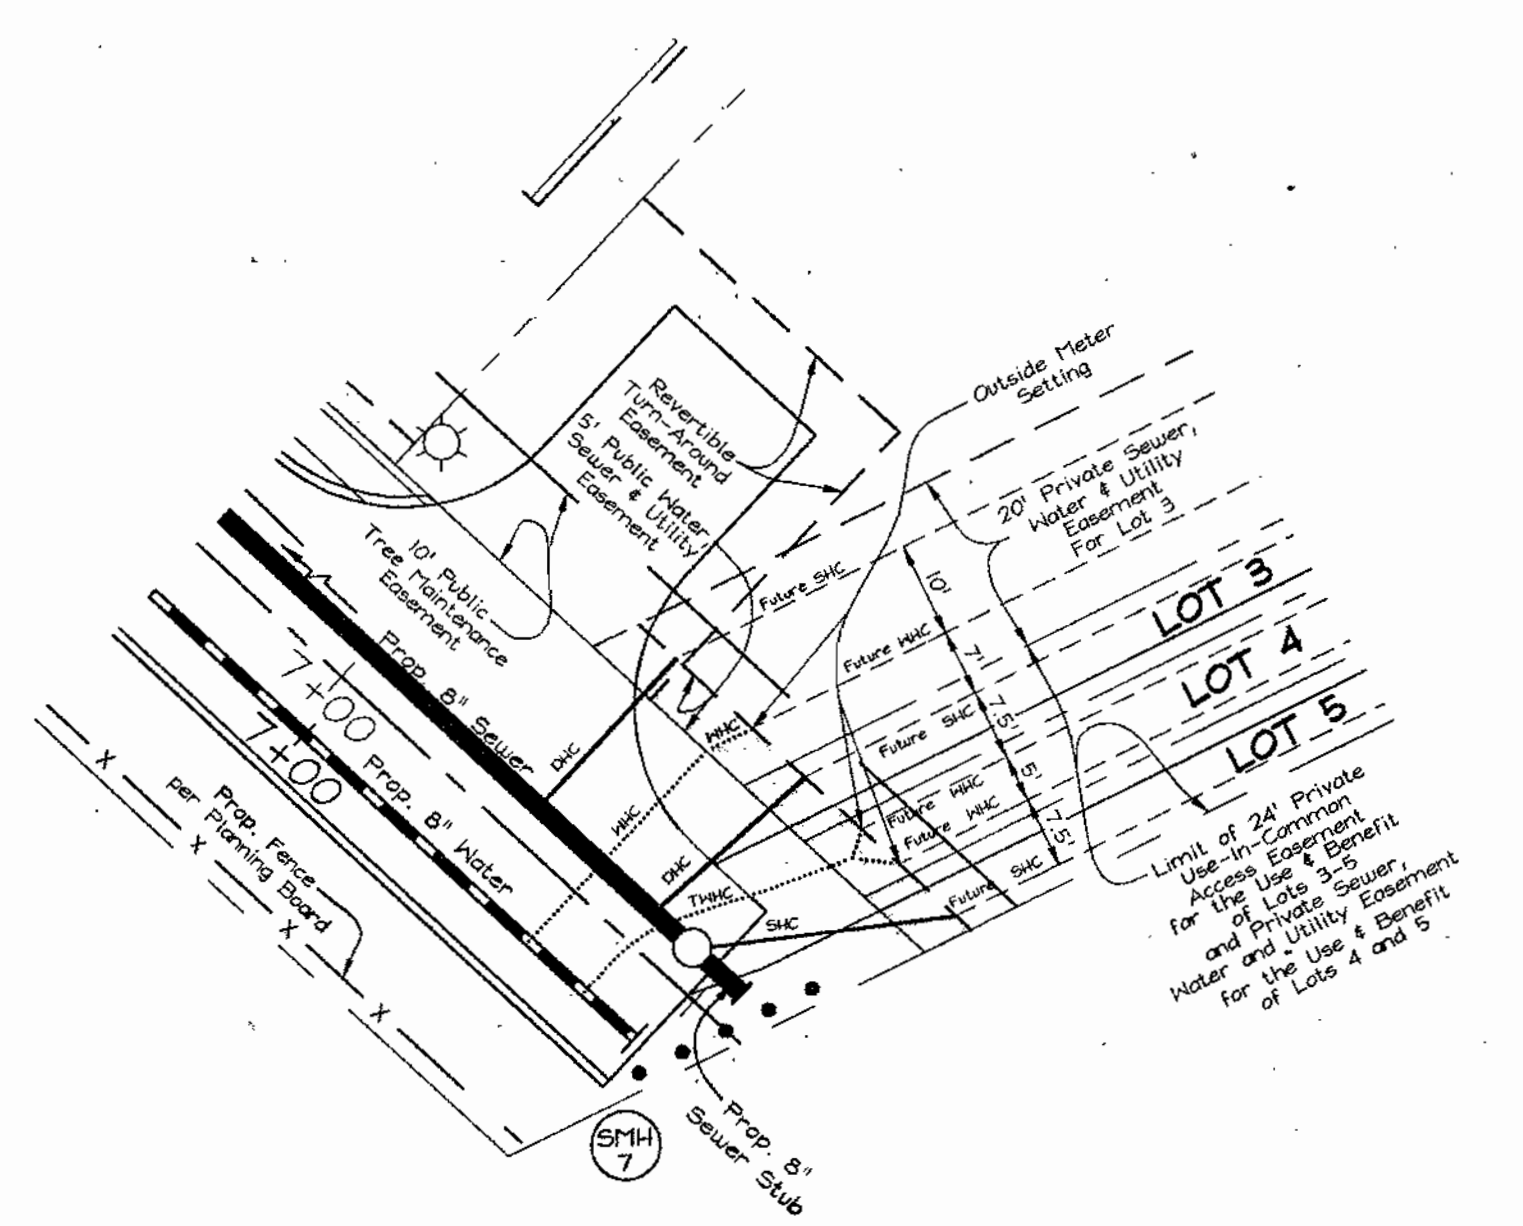 Outside Meter
Setting
20' Private Sewer,
Water & Utility
Easement
For Lot 3
Revertible
Turn-Around
Easement
5' Public Water,
Sewer & Utility
Easement
10' Public
Tree Maintenance
Easement
Prop. 8" Sewer
7+00
7+00
Prop. 8" Water
Prop. Fence
per Planning Board
X
X
X
X
DHC
WHC
WHC
DHC
TWHC
SHC
Future SHC
Future WHC
Future SHC
Future WHC
Future WHC
Future SHC
10'
7'
7.5'
5'
7.5'
LOT 3
LOT 4
LOT 5
Limit of 24' Private
Use-In-Common
Access Easement
for the Use & Benefit
of Lots 3-5
and Private Sewer,
Water and Utility Easement
for the Use & Benefit
of Lots 4 and 5
SMH
7
Prop. 8"
Sewer Stub